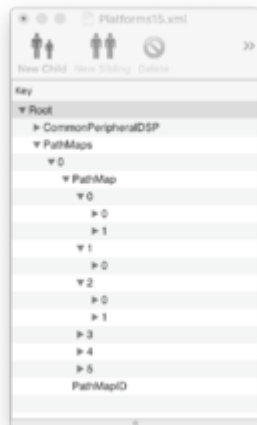 Platforms15.xml
New Child New Sibling Delete
Key
Root
CommonPeripheralDSP
PathMaps
0
PathMap
0
0
1
1
0
2
0
1
3
4
5
PathMapID